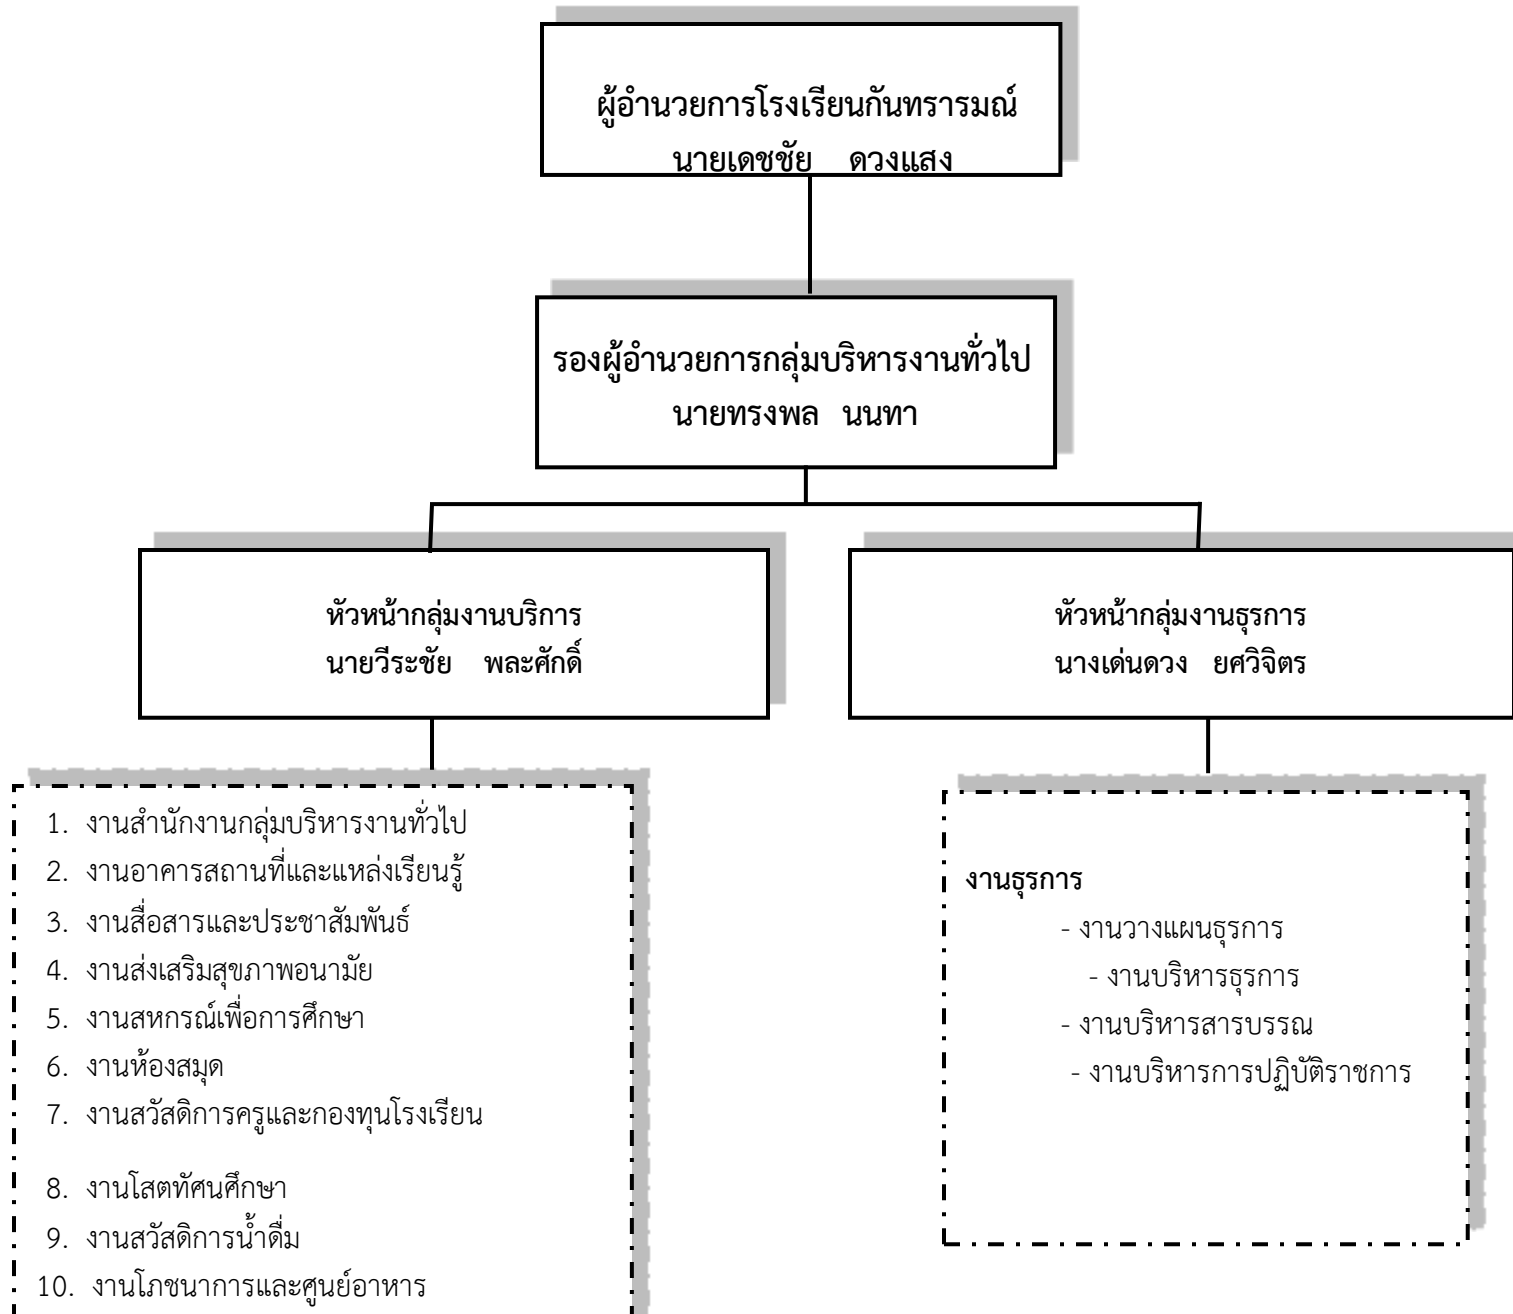 ผู้อำนวยการโรงเรียนกันทรารมณ์
นายเดชชัย ดวงแสง
รองผู้อำนวยการกลุ่มบริหารงานทั่วไป
นายทรงพล นนทา
หัวหน้ากลุ่มงานบริการ
นายวีระชัย พละศักดิ์
หัวหน้ากลุ่มงานธุรการ
นางเด่นดวง ยศวิจิตร
1. งานสำนักงานกลุ่มบริหารงานทั่วไป
2. งานอาคารสถานที่และแหล่งเรียนรู้
3. งานสื่อสารและประชาสัมพันธ์
4. งานส่งเสริมสุขภาพอนามัย
5. งานสหกรณ์เพื่อการศึกษา
6. งานห้องสมุด
7. งานสวัสดิการครูและกองทุนโรงเรียน
8. งานโสตทัศนศึกษา
9. งานสวัสดิการน้ำดื่ม
10. งานโภชนาการและศูนย์อาหาร
งานธุรการ
- งานวางแผนธุรการ
- งานบริหารธุรการ
- งานบริหารสารบรรณ
- งานบริหารการปฏิบัติราชการ